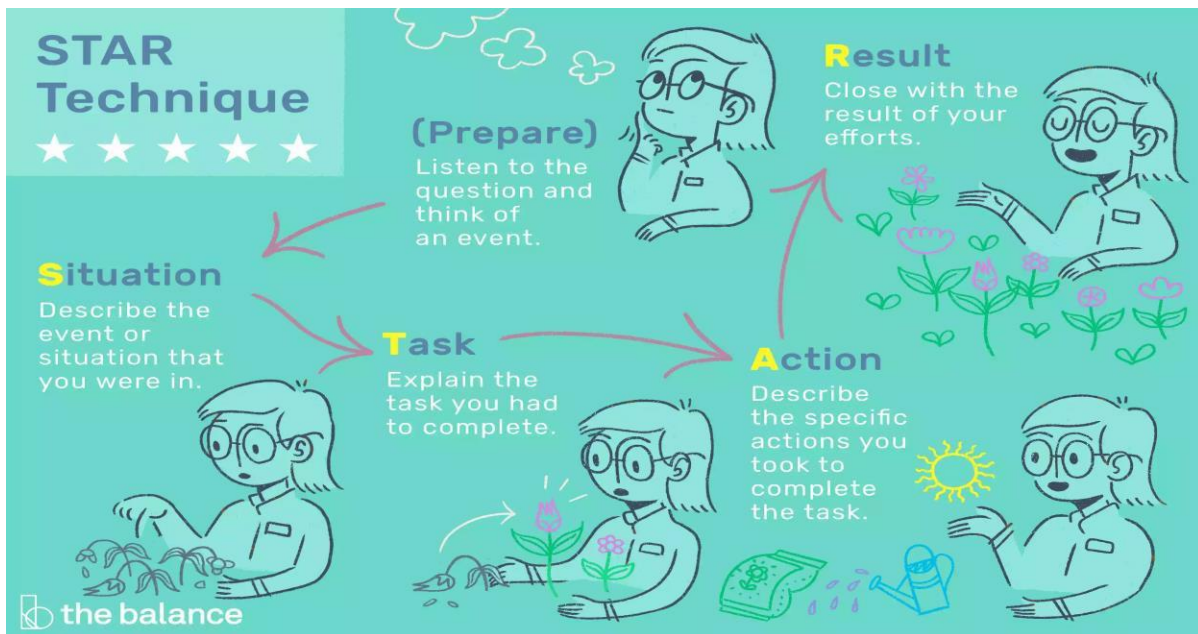 STAR
Technique
(Prepare)
Listen to the
question and
think of
an event.
Situation
Describe the
event or
situation that
you were in.
Task
Explain the
task you had
to complete.
Action
Describe
the specific
actions you
took to
complete
the task.
Result
Close with the
result of your
efforts.
the balance